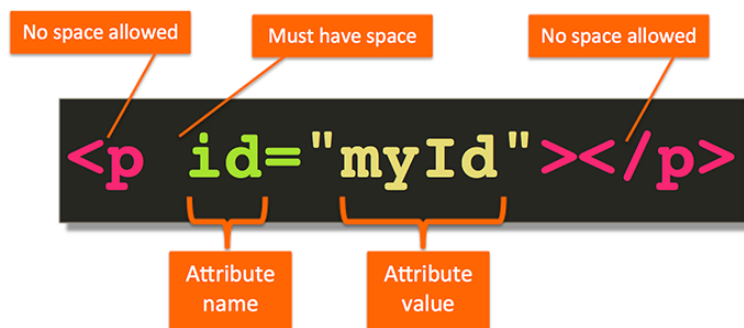 No space allowed
Must have space
No space allowed
<p id="myId"></p>
Attribute
name
Attribute
value